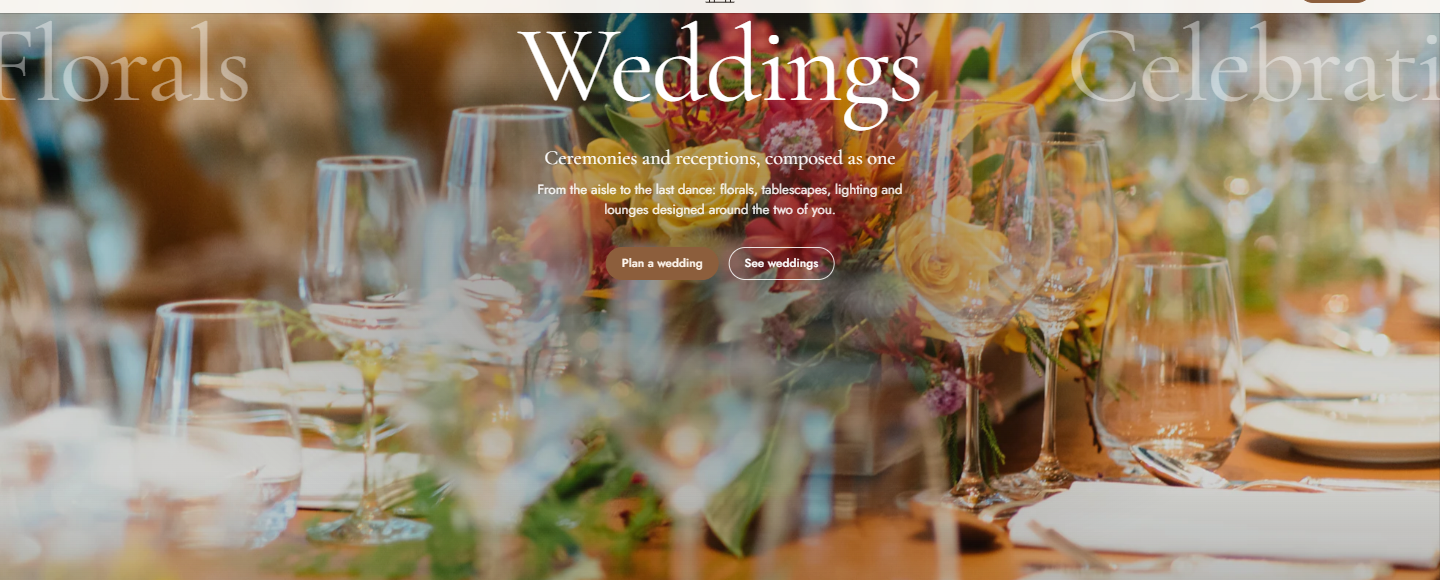 Florals Weddings Celebrati
Ceremonies and receptions, composed as one
From the aisle to the last dance: florals, tablescapes, lighting and
lounges designed around the two of you.
Plan a wedding See weddings